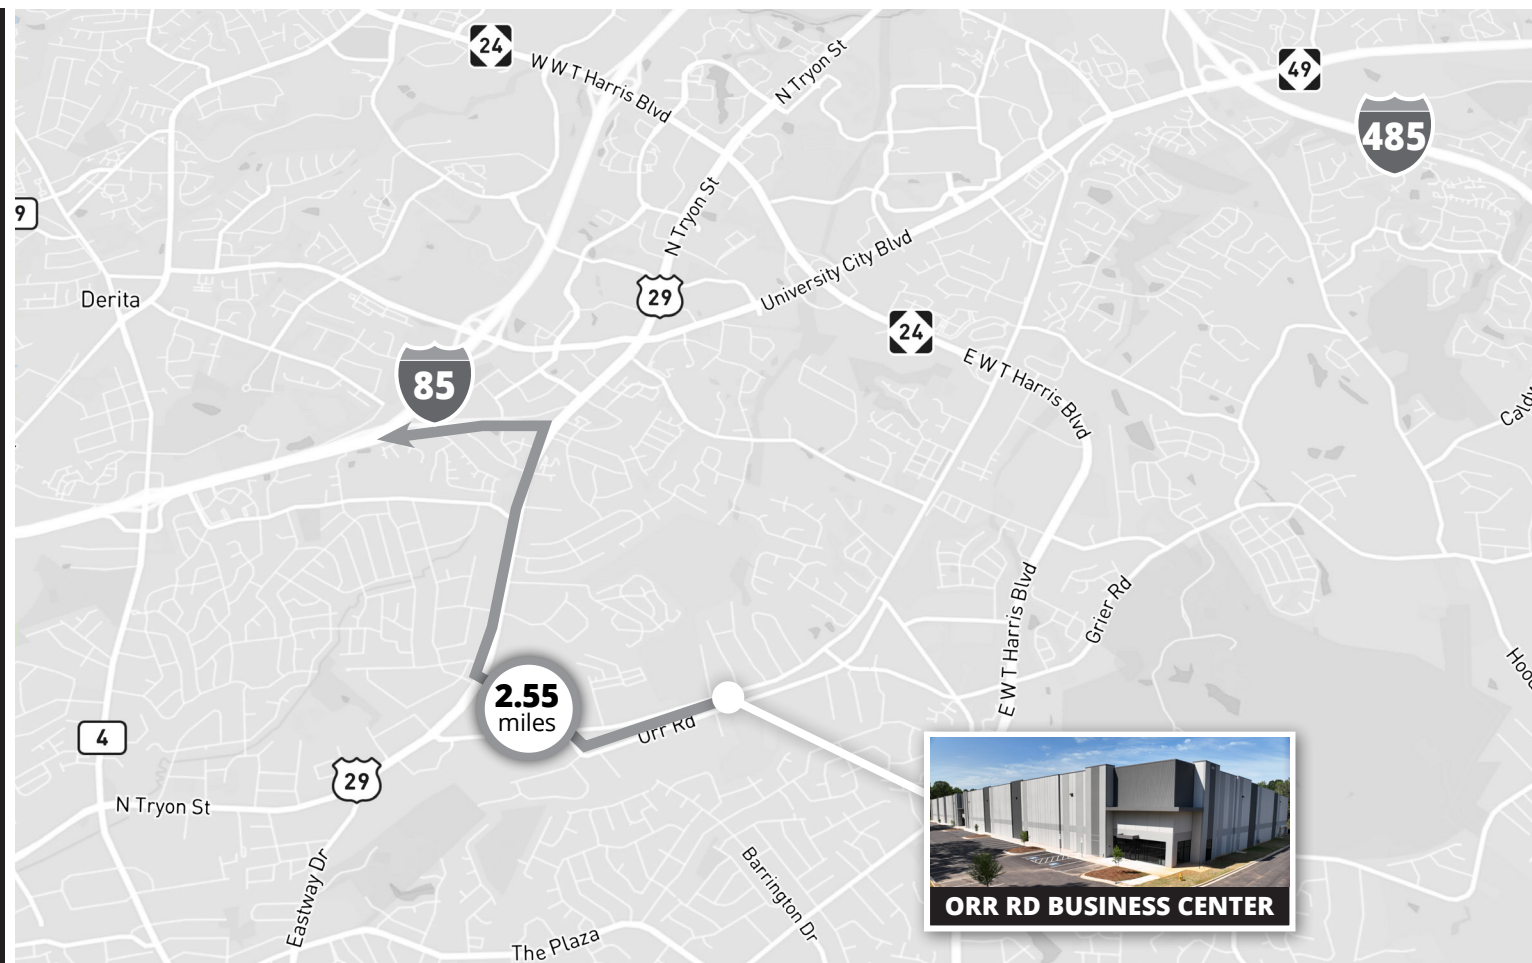 24
W W T Harris Blvd
N Tryon St
49
485
9
N Tryon St
University City Blvd
Derita
29
24
E W T Harris Blvd
85
E W T Harris Blvd
Grier Rd
2.55
miles
Orr Rd
4
29
N Tryon St
Eastway Dr
Barrington Dr
The Plaza
ORR RD BUSINESS CENTER